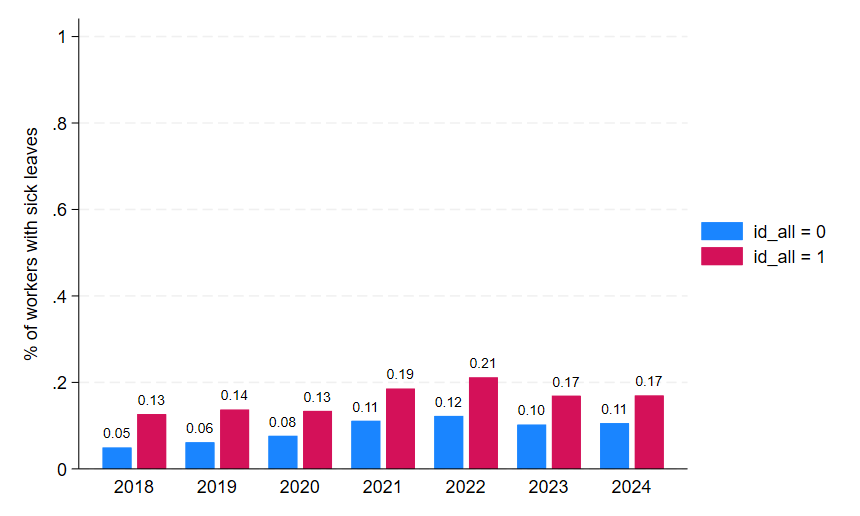 % of workers with sick leaves
1
.8
.6
.4
.2
0
0.05 0.13 0.06 0.14 0.08 0.13 0.11 0.19 0.12 0.21 0.10 0.17 0.11 0.17
2018 2019 2020 2021 2022 2023 2024
id_all = 0
id_all = 1